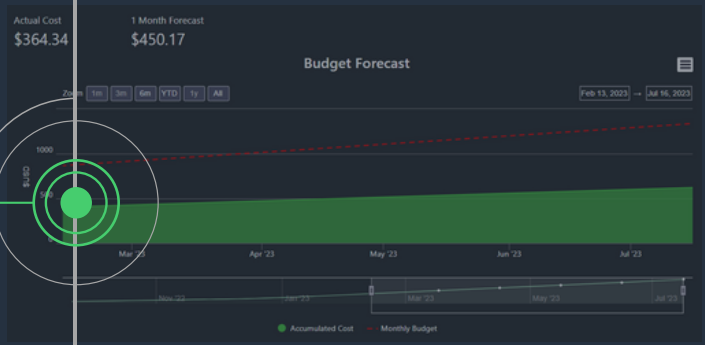 Actual Cost 1 Month Forecast
$364.34 $450.17
Budget Forecast
Zoom 1m 3m 6m YTD 1y All Feb 13, 2023 → Jul 16, 2023
1000
$USD
500
0
Mar '23 Apr '23 May '23 Jun '23 Jul '23
Nov '22 Jan '23 Mar '23 May '23 Jul '23
Accumulated Cost Monthly Budget